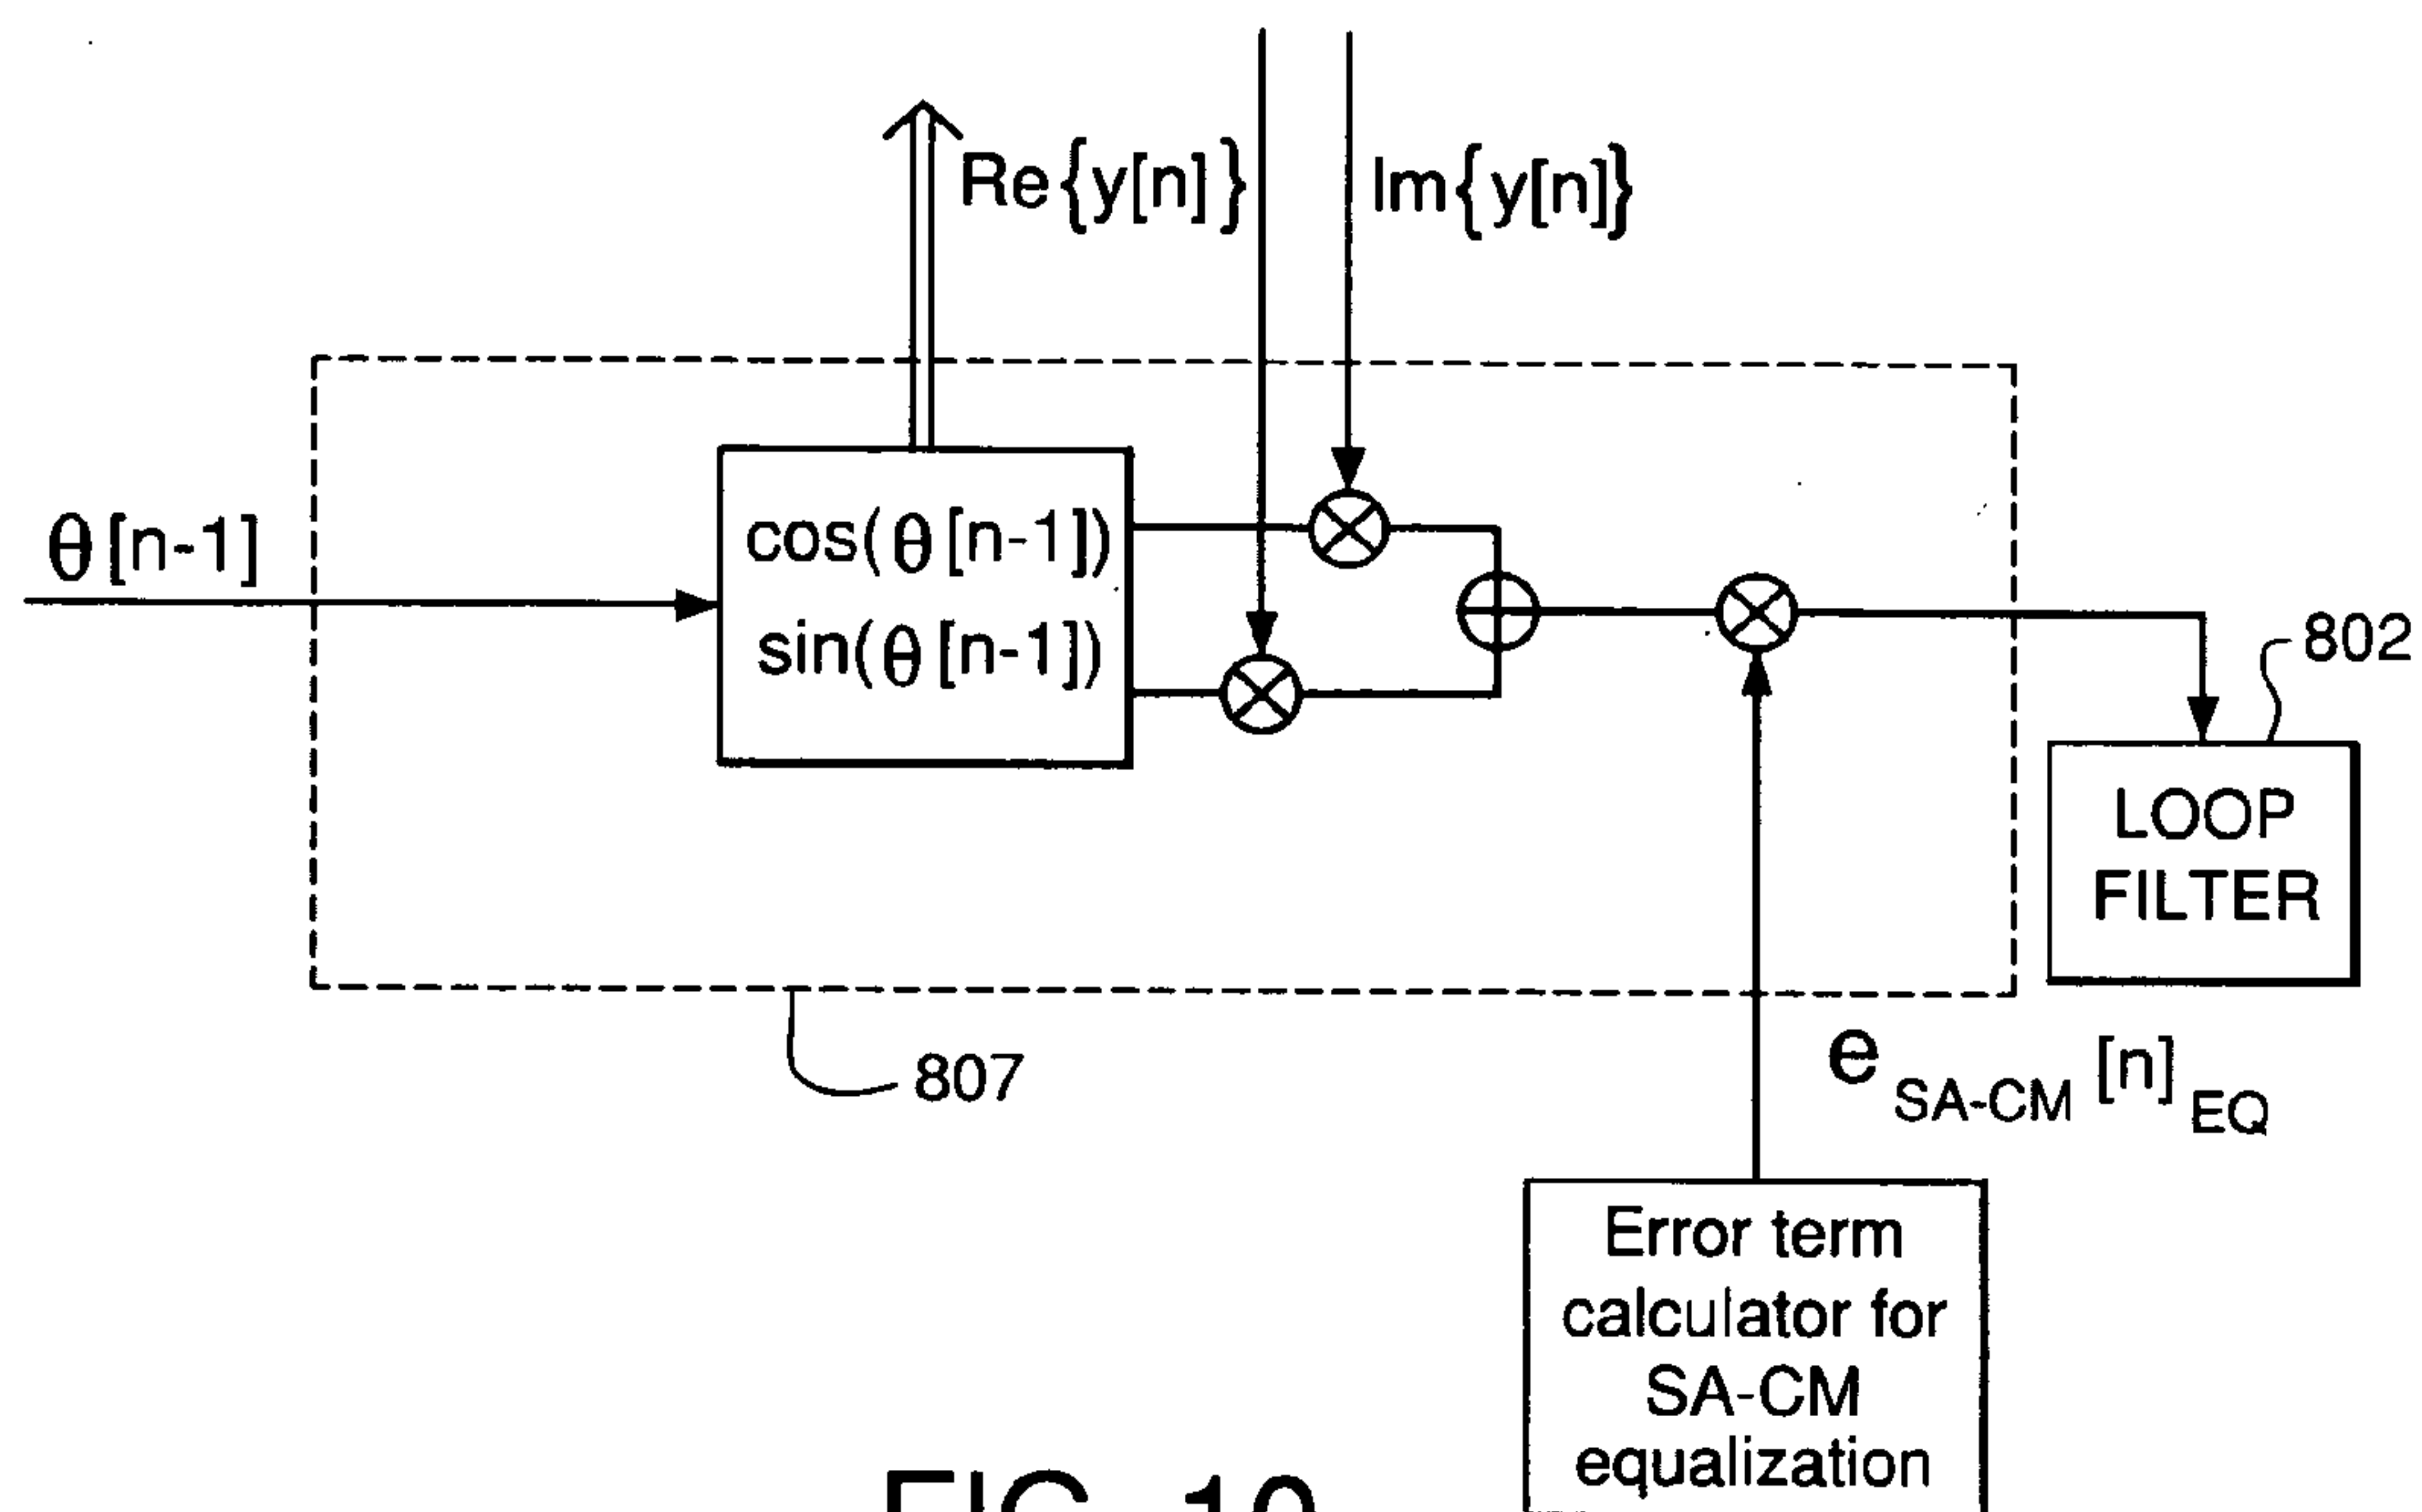 Re{y[n]}
Im{y[n]}
θ[n-1]
cos(θ[n-1])
sin(θ[n-1])
802
LOOP
FILTER
807
e SA-CM [n] EQ
Error term
calculator for
SA-CM
equalization